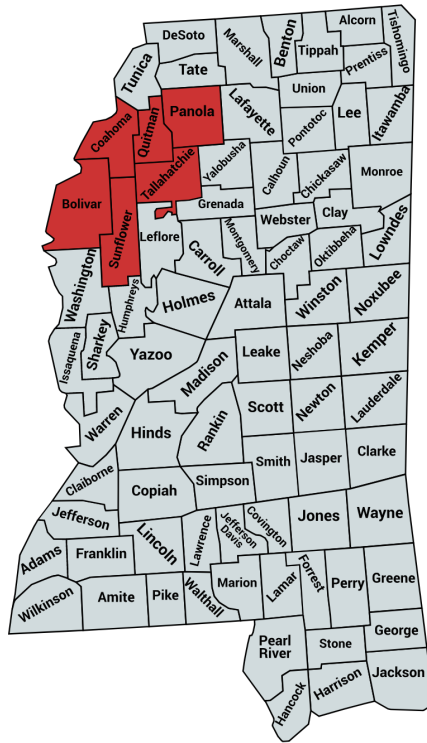 DeSoto
Marshall
Benton
Alcorn
Tippah
Tishomingo
Prentiss
Tunica
Tate
Union
Lafayette
Panola
Coahoma
Quitman
Pontotoc
Lee
Itawamba
Yalobusha
Calhoun
Chickasaw
Monroe
Tallahatchie
Bolivar
Sunflower
Leflore
Grenada
Webster
Clay
Lowndes
Montgomery
Choctaw
Oktibbeha
Washington
Carroll
Humphreys
Holmes
Attala
Winston
Noxubee
Issaquena
Sharkey
Yazoo
Madison
Leake
Neshoba
Kemper
Warren
Hinds
Rankin
Scott
Newton
Lauderdale
Claiborne
Copiah
Simpson
Smith
Jasper
Clarke
Jefferson
Lincoln
Lawrence
Jefferson
Davis
Covington
Jones
Wayne
Adams
Franklin
Wilkinson
Amite
Pike
Walthall
Marion
Lamar
Forrest
Perry
Greene
Pearl
River
Stone
George
Hancock
Harrison
Jackson